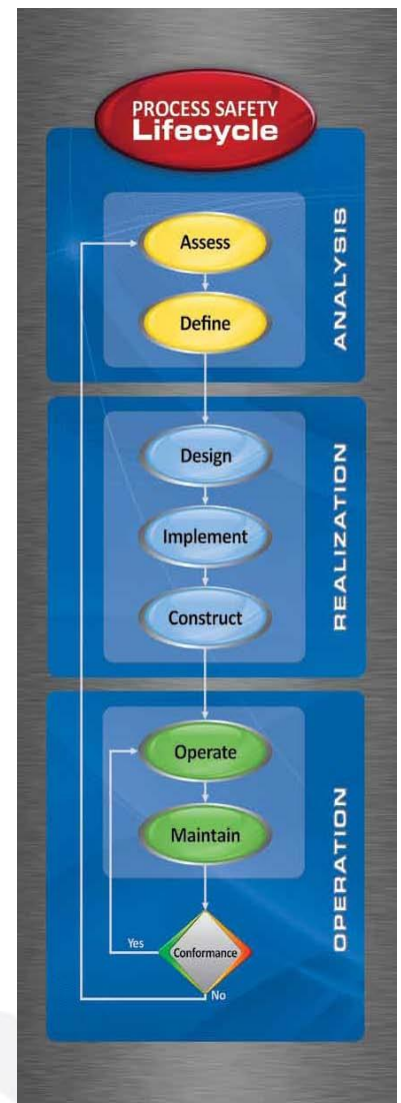 PROCESS SAFETY
Lifecycle
ANALYSIS
Assess
Define
REALIZATION
Design
Implement
Construct
OPERATION
Operate
Maintain
Conformance
Yes
No